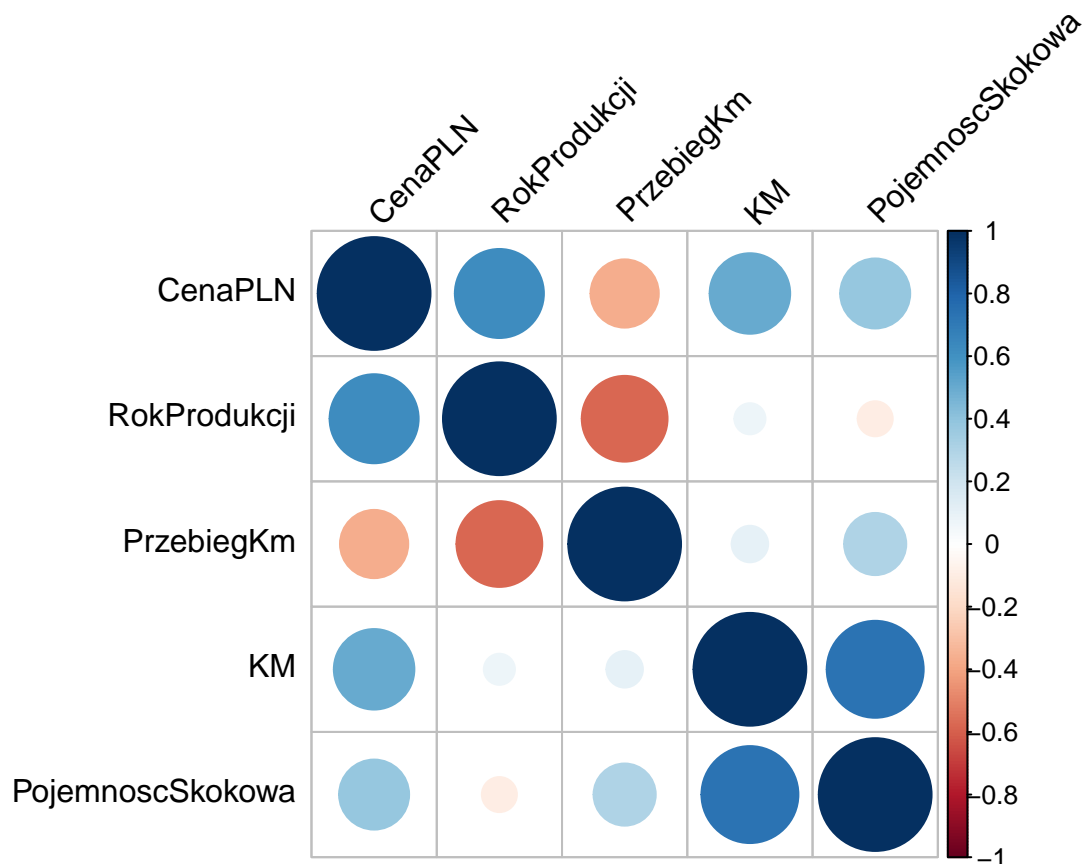 CenaPLN
RokProdukcji
PrzebiegKm
KM
PojemnoscSkokowa
CenaPLN
RokProdukcji
PrzebiegKm
KM
PojemnoscSkokowa
1
0.8
0.6
0.4
0.2
0
−0.2
−0.4
−0.6
−0.8
−1